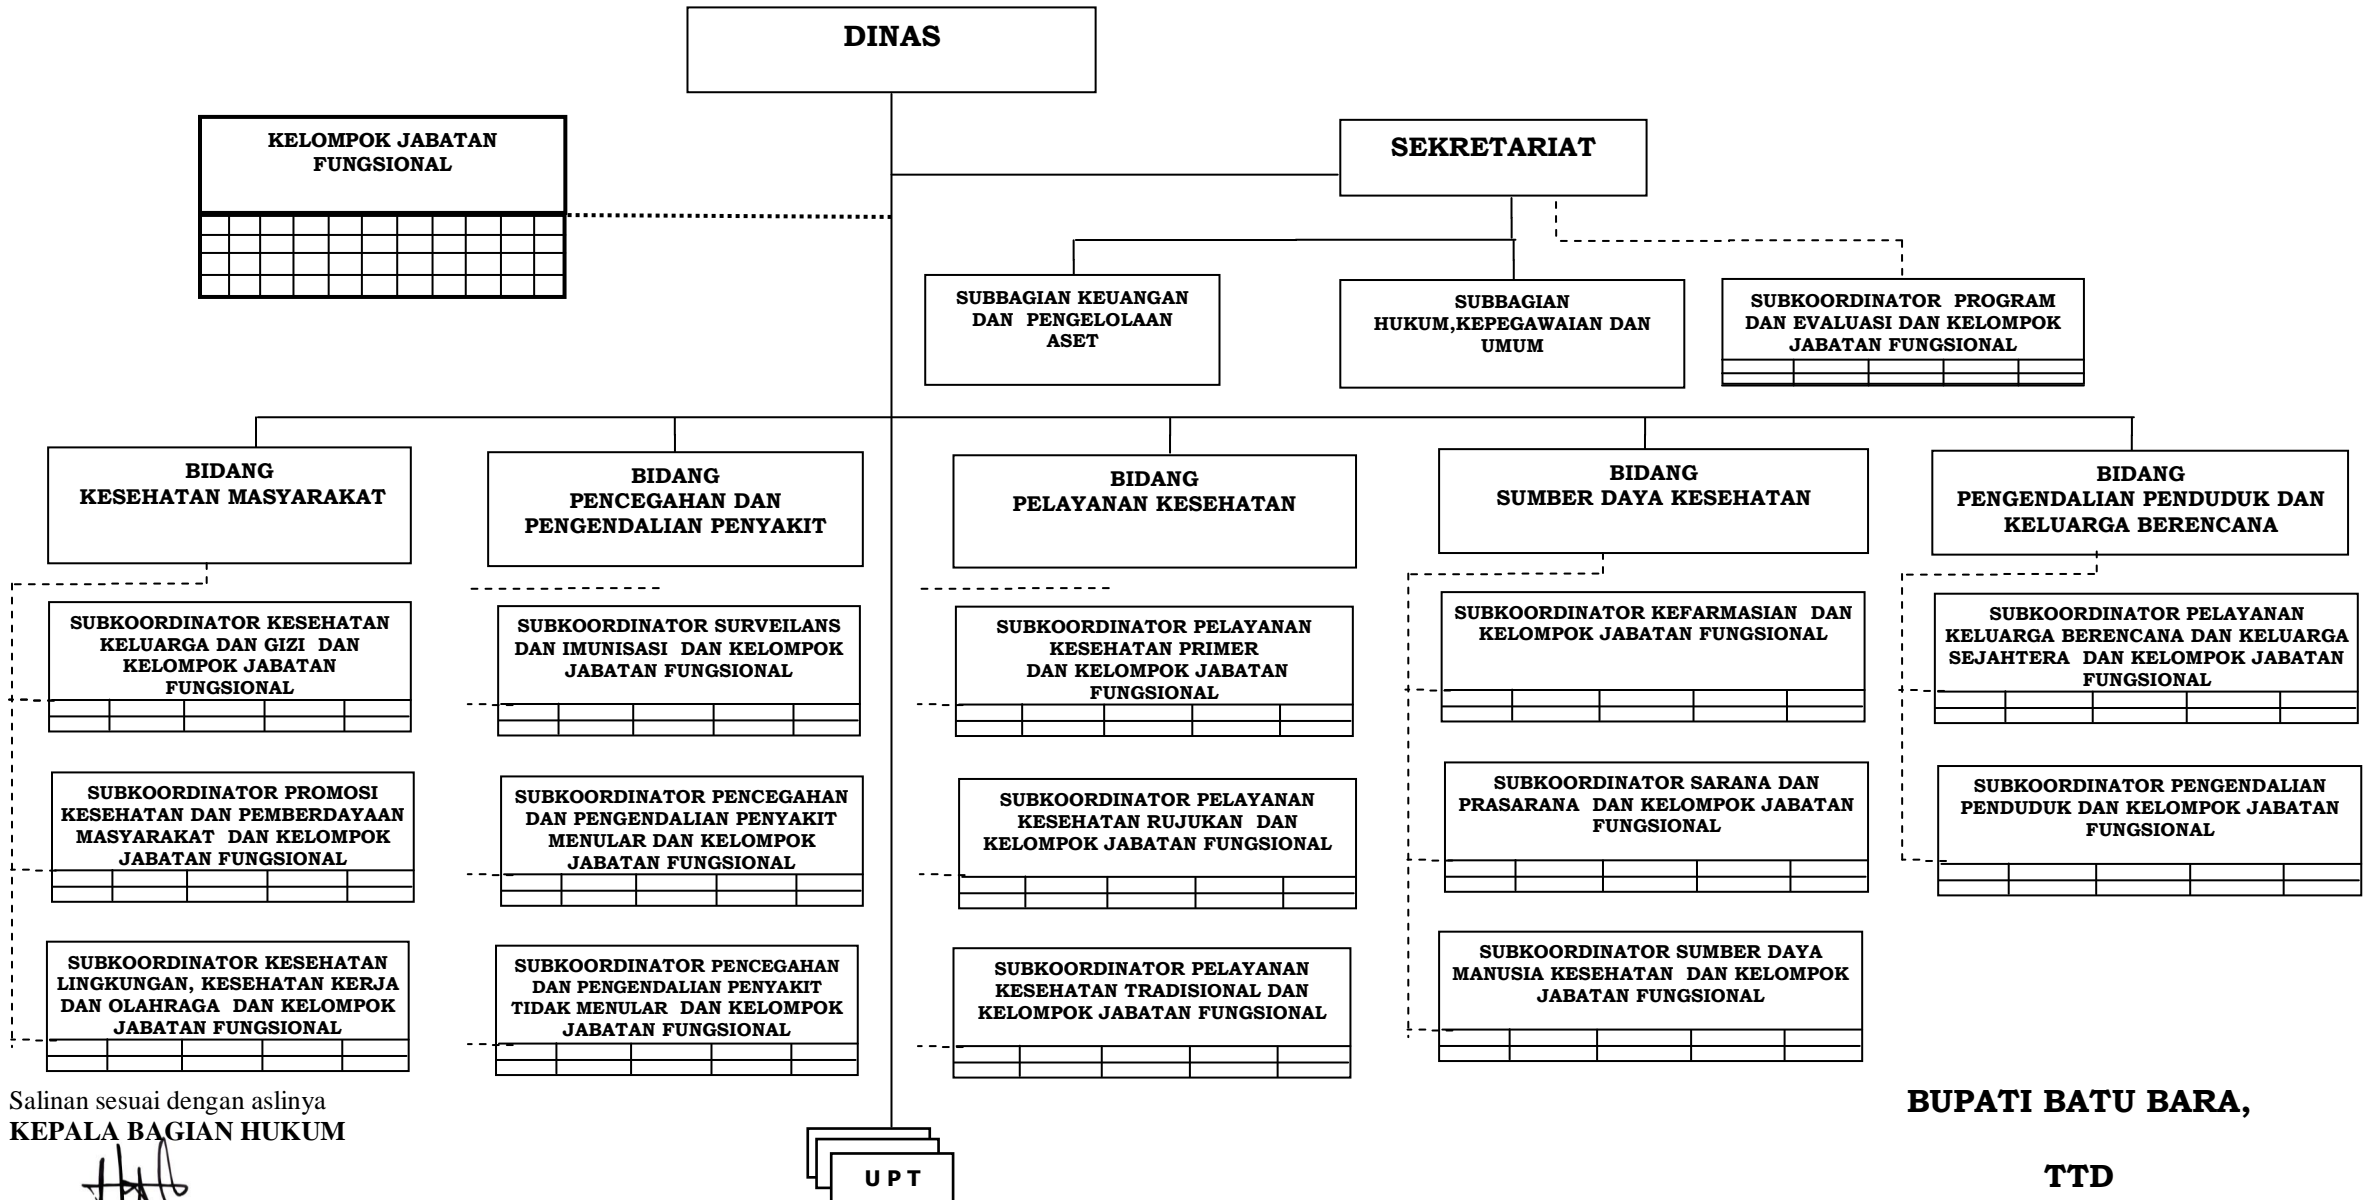 DINAS
KELOMPOK JABATAN
FUNGSIONAL
SEKRETARIAT
SUBBAGIAN KEUANGAN
DAN PENGELOLAAN
ASET
SUBBAGIAN
HUKUM,KEPEGAWAIAN DAN
UMUM
SUBKOORDINATOR PROGRAM
DAN EVALUASI DAN KELOMPOK
JABATAN FUNGSIONAL
BIDANG
KESEHATAN MASYARAKAT
BIDANG
PENCEGAHAN DAN
PENGENDALIAN PENYAKIT
BIDANG
PELAYANAN KESEHATAN
BIDANG
SUMBER DAYA KESEHATAN
BIDANG
PENGENDALIAN PENDUDUK DAN
KELUARGA BERENCANA
SUBKOORDINATOR KESEHATAN
KELUARGA DAN GIZI DAN
KELOMPOK JABATAN
FUNGSIONAL
SUBKOORDINATOR SURVEILANS
DAN IMUNISASI DAN KELOMPOK
JABATAN FUNGSIONAL
SUBKOORDINATOR PELAYANAN
KESEHATAN PRIMER
DAN KELOMPOK JABATAN
FUNGSIONAL
SUBKOORDINATOR KEFARMASIAN DAN
KELOMPOK JABATAN FUNGSIONAL
SUBKOORDINATOR PELAYANAN
KELUARGA BERENCANA DAN KELUARGA
SEJAHTERA DAN KELOMPOK JABATAN
FUNGSIONAL
SUBKOORDINATOR PROMOSI
KESEHATAN DAN PEMBERDAYAAN
MASYARAKAT DAN KELOMPOK
JABATAN FUNGSIONAL
SUBKOORDINATOR PENCEGAHAN
DAN PENGENDALIAN PENYAKIT
MENULAR DAN KELOMPOK
JABATAN FUNGSIONAL
SUBKOORDINATOR PELAYANAN
KESEHATAN RUJUKAN DAN
KELOMPOK JABATAN FUNGSIONAL
SUBKOORDINATOR SARANA DAN
PRASARANA DAN KELOMPOK JABATAN
FUNGSIONAL
SUBKOORDINATOR PENGENDALIAN
PENDUDUK DAN KELOMPOK JABATAN
FUNGSIONAL
SUBKOORDINATOR KESEHATAN
LINGKUNGAN, KESEHATAN KERJA
DAN OLAHRAGA DAN KELOMPOK
JABATAN FUNGSIONAL
SUBKOORDINATOR PENCEGAHAN
DAN PENGENDALIAN PENYAKIT
TIDAK MENULAR DAN KELOMPOK
JABATAN FUNGSIONAL
SUBKOORDINATOR PELAYANAN
KESEHATAN TRADISIONAL DAN
KELOMPOK JABATAN FUNGSIONAL
SUBKOORDINATOR SUMBER DAYA
MANUSIA KESEHATAN DAN KELOMPOK
JABATAN FUNGSIONAL
Salinan sesuai dengan aslinya
KEPALA BAGIAN HUKUM
UPT
BUPATI BATU BARA,
TTD